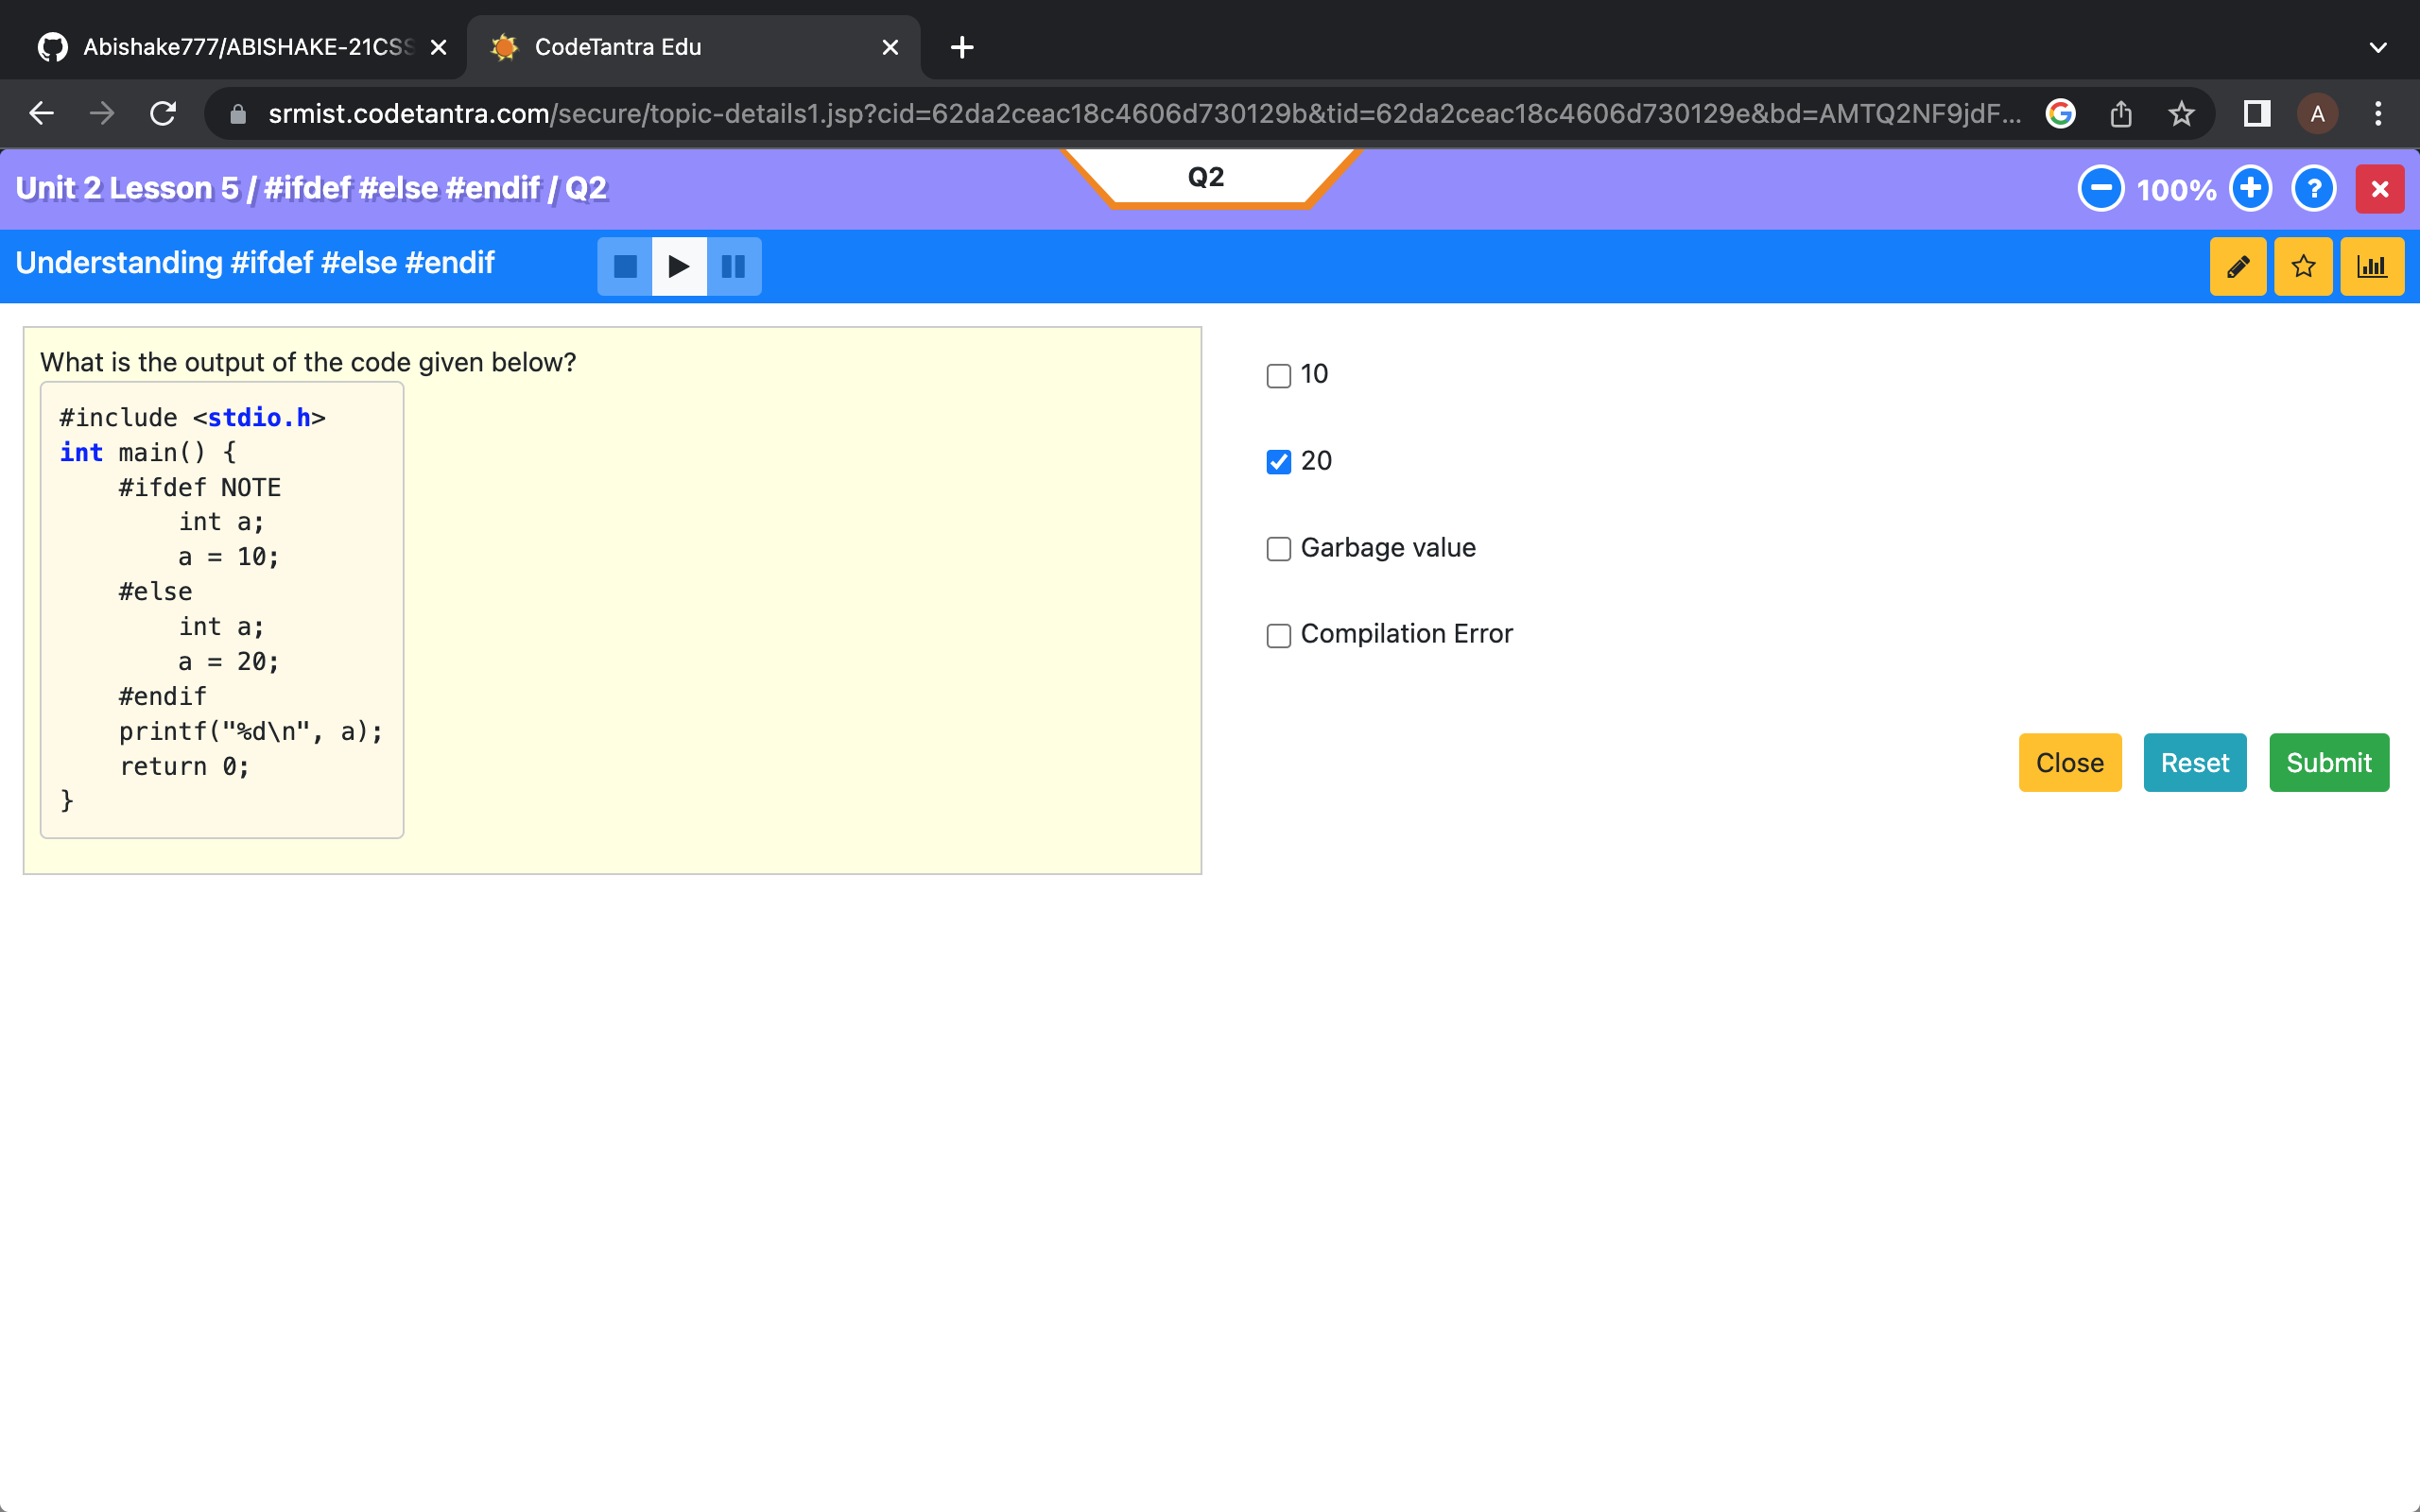 Abishake777/ABISHAKE-21CSS
CodeTantra Edu
srmist.codetantra.com/secure/topic-details1.jsp?cid=62da2ceac18c4606d730129b&tid=62da2ceac18c4606d730129e&bd=AMTQ2NF9jdF...
A
Unit 2 Lesson 5 / #ifdef #else #endif / Q2
Q2
100%
?
Understanding #ifdef #else #endif
What is the output of the code given below?
#include <stdio.h>
int main() {
    #ifdef NOTE
        int a;
        a = 10;
    #else
        int a;
        a = 20;
    #endif
    printf("%d\n", a);
    return 0;
}
10
20
Garbage value
Compilation Error
Close
Reset
Submit